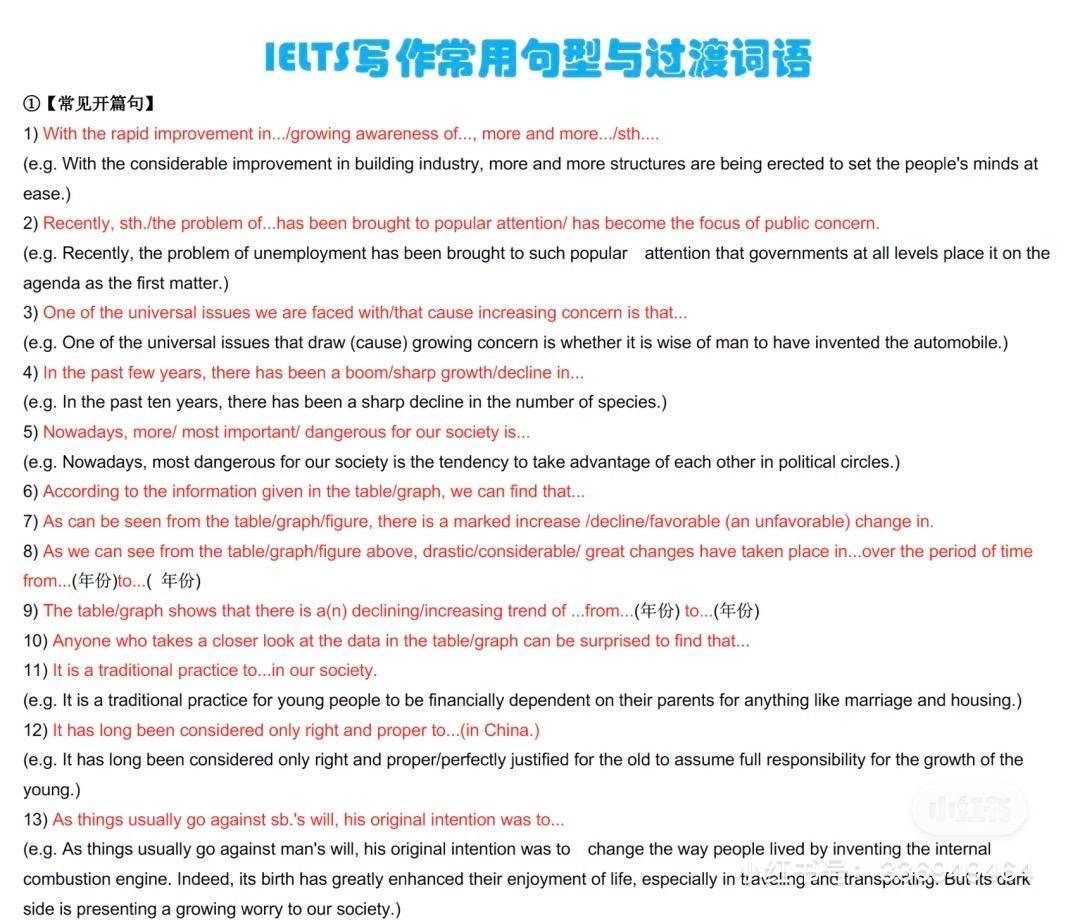 IELTS写作常用句型与过渡词语
①【常见开篇句】
1) With the rapid improvement in.../growing awareness of..., more and more.../sth....
(e.g. With the considerable improvement in building industry, more and more structures are being erected to set the people's minds at
ease.)
2) Recently, sth./the problem of...has been brought to popular attention/ has become the focus of public concern.
(e.g. Recently, the problem of unemployment has been brought to such popular attention that governments at all levels place it on the
agenda as the first matter.)
3) One of the universal issues we are faced with/that cause increasing concern is that...
(e.g. One of the universal issues that draw (cause) growing concern is whether it is wise of man to have invented the automobile.)
4) In the past few years, there has been a boom/sharp growth/decline in...
(e.g. In the past ten years, there has been a sharp decline in the number of species.)
5) Nowadays, more/ most important/ dangerous for our society is...
(e.g. Nowadays, most dangerous for our society is the tendency to take advantage of each other in political circles.)
6) According to the information given in the table/graph, we can find that...
7) As can be seen from the table/graph/figure, there is a marked increase /decline/favorable (an unfavorable) change in.
8) As we can see from the table/graph/figure above, drastic/considerable/ great changes have taken place in...over the period of time
from...(年份)to...( 年份)
9) The table/graph shows that there is a(n) declining/increasing trend of ...from...(年份) to...(年份)
10) Anyone who takes a closer look at the data in the table/graph can be surprised to find that...
11) It is a traditional practice to...in our society.
(e.g. It is a traditional practice for young people to be financially dependent on their parents for anything like marriage and housing.)
12) It has long been considered only right and proper to...(in China.)
(e.g. It has long been considered only right and proper/perfectly justified for the old to assume full responsibility for the growth of the
young.)
13) As things usually go against sb.'s will, his original intention was to...
(e.g. As things usually go against man's will, his original intention was to change the way people lived by inventing the internal
combustion engine. Indeed, its birth has greatly enhanced their enjoyment of life, especially in traveling and transporting. But its dark
side is presenting a growing worry to our society.)
小红书